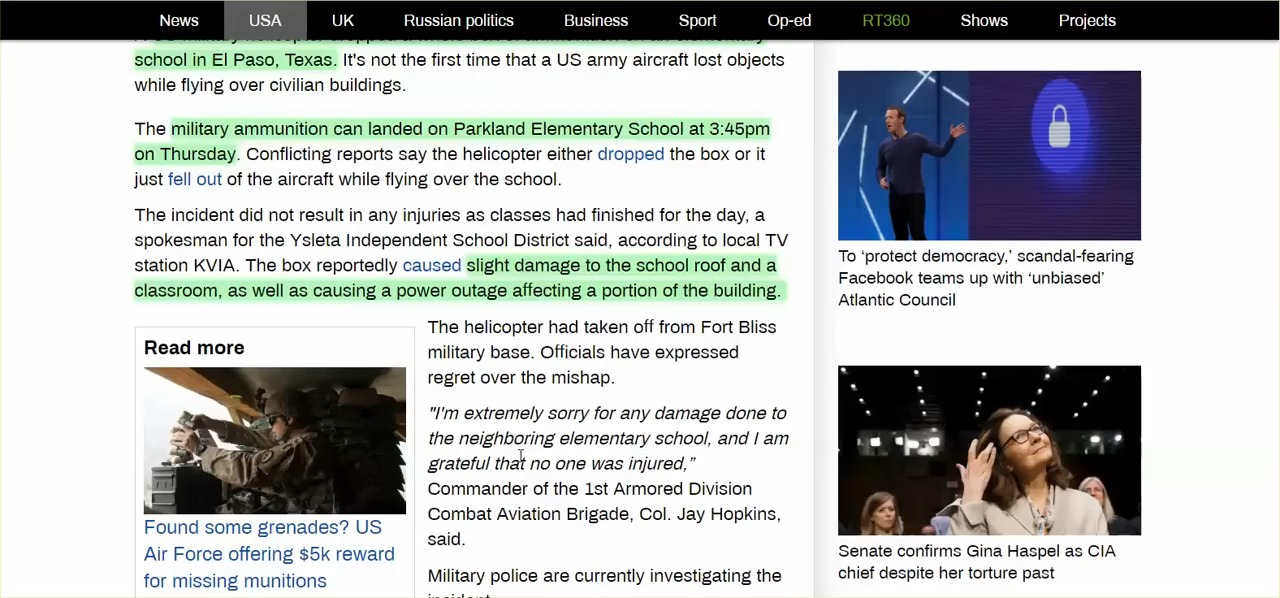 News USA UK Russian politics Business Sport Op-ed RT360 Shows Projects
school in El Paso, Texas. It's not the first time that a US army aircraft lost objects
while flying over civilian buildings.
The military ammunition can landed on Parkland Elementary School at 3:45pm
on Thursday. Conflicting reports say the helicopter either dropped the box or it
just fell out of the aircraft while flying over the school.
The incident did not result in any injuries as classes had finished for the day, a
spokesman for the Ysleta Independent School District said, according to local TV
station KVIA. The box reportedly caused slight damage to the school roof and a
classroom, as well as causing a power outage affecting a portion of the building.
Read more
Found some grenades? US
Air Force offering $5k reward
for missing munitions
The helicopter had taken off from Fort Bliss
military base. Officials have expressed
regret over the mishap.
"I'm extremely sorry for any damage done to
the neighboring elementary school, and I am
grateful that no one was injured,”
Commander of the 1st Armored Division
Combat Aviation Brigade, Col. Jay Hopkins,
said.
Military police are currently investigating the
To ‘protect democracy,’ scandal-fearing
Facebook teams up with ‘unbiased’
Atlantic Council
Senate confirms Gina Haspel as CIA
chief despite her torture past